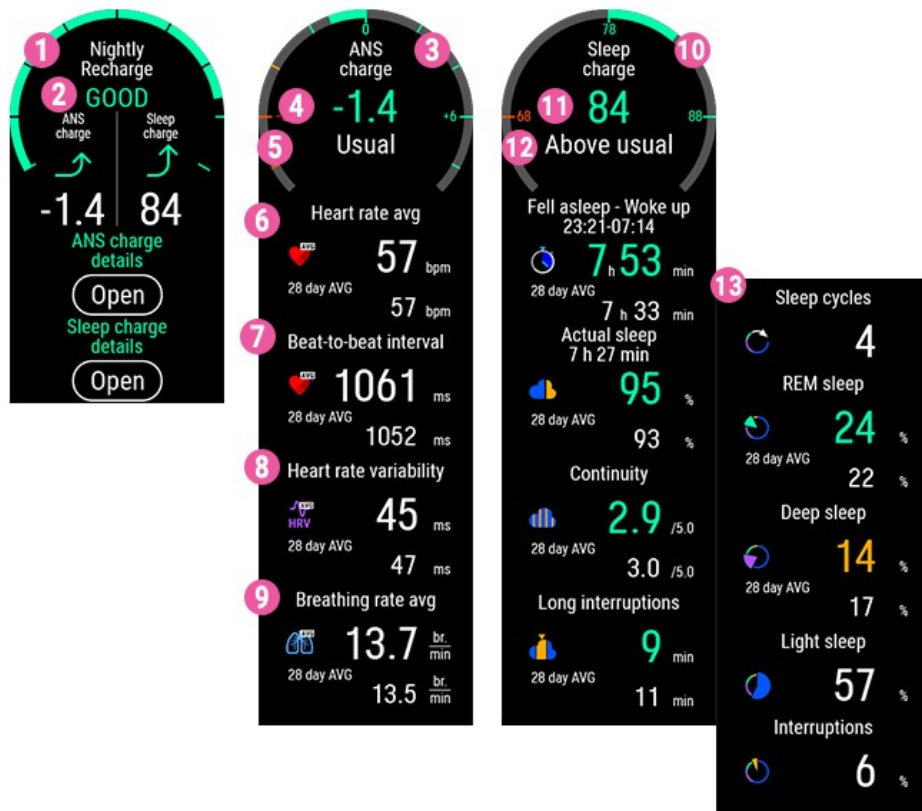 1
Nightly
Recharge
2
GOOD
ANS
charge
Sleep
charge
-1.4
84
ANS charge
details
Open
Sleep charge
details
Open
3
0
ANS
charge
4
-1.4
+6
5
Usual
6
Heart rate avg
AVG
57 bpm
28 day AVG
57 bpm
7
Beat-to-beat interval
AVG
1061 ms
28 day AVG
1052 ms
8
Heart rate variability
AVG
HRV
45 ms
28 day AVG
47 ms
9
Breathing rate avg
AVG
13.7 br.
min
28 day AVG
13.5 br.
min
10
78
Sleep
charge
11
84
68
88
12
Above usual
Fell asleep - Woke up
23:21-07:14
7 h 53 min
28 day AVG
7 h 33 min
Actual sleep
7 h 27 min
95 %
28 day AVG
93 %
Continuity
2.9 /5.0
28 day AVG
3.0 /5.0
Long interruptions
9 min
28 day AVG
11 min
13
Sleep cycles
4
REM sleep
24 %
28 day AVG
22 %
Deep sleep
14 %
28 day AVG
17 %
Light sleep
57 %
Interruptions
6 %